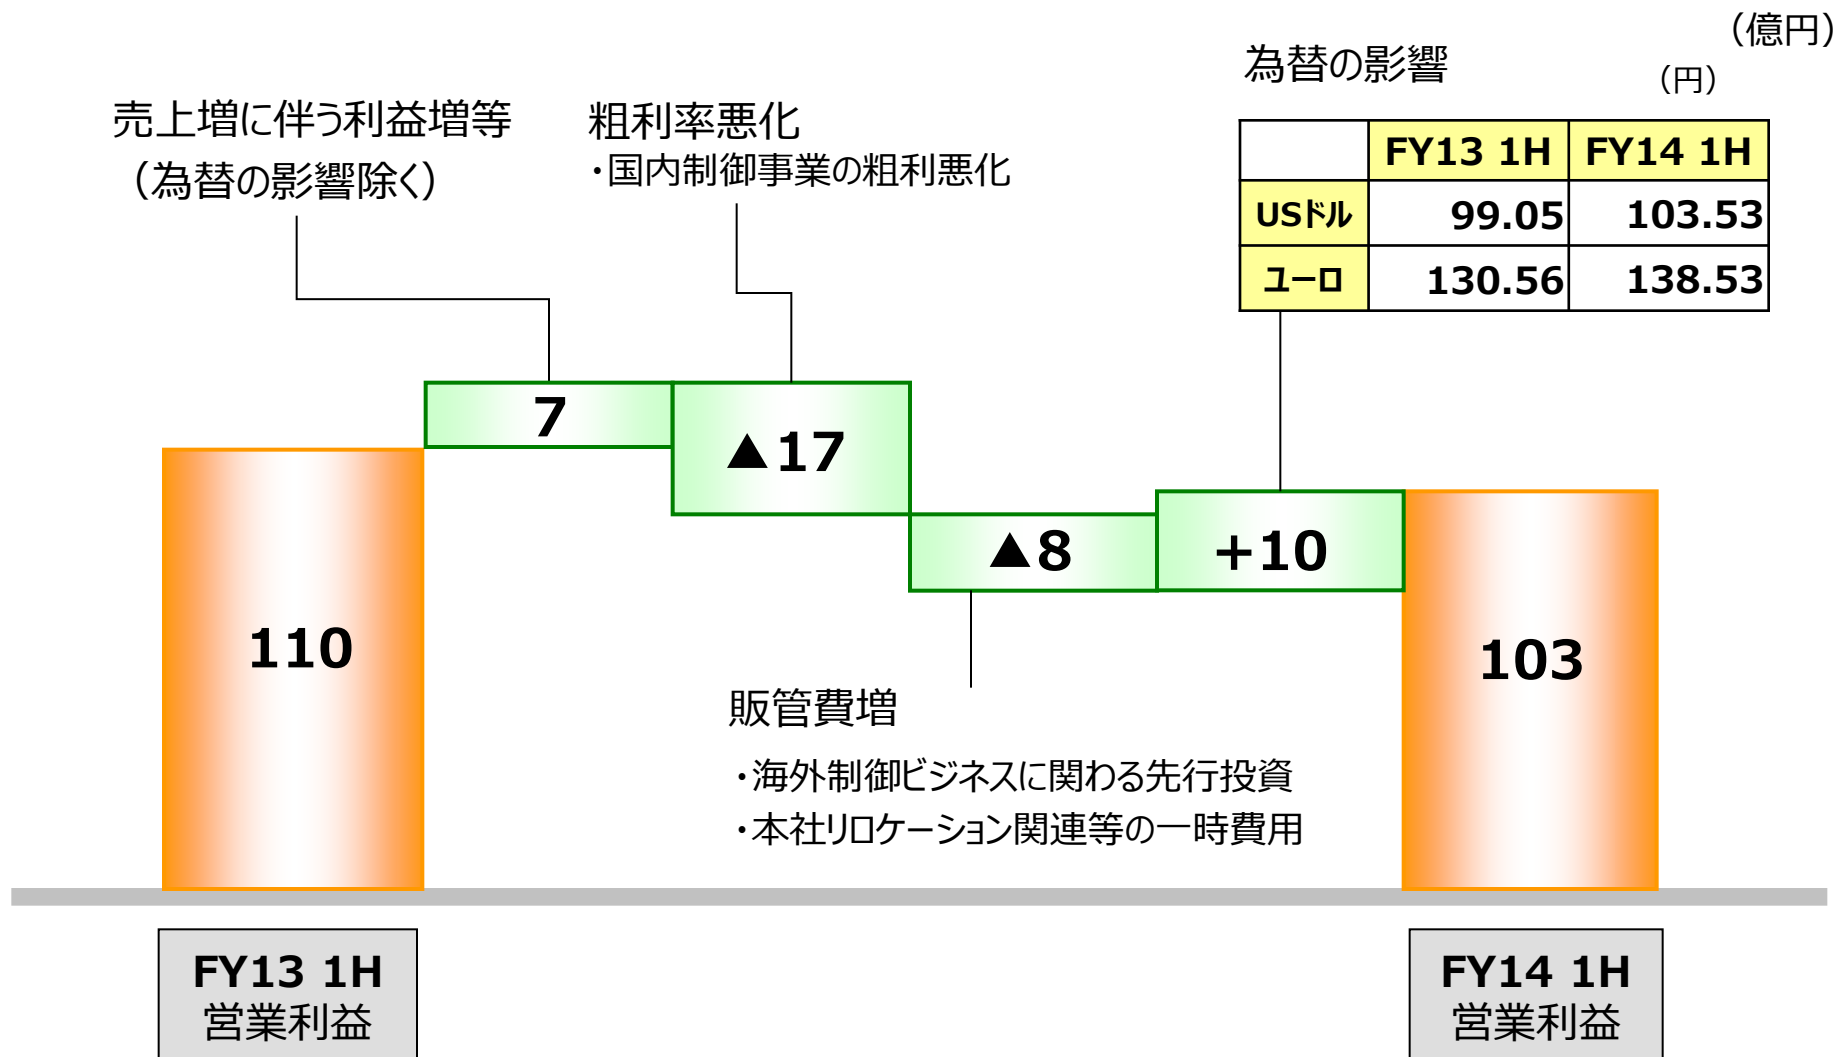 （億円）
為替の影響
（円）
売上増に伴う利益増等
（為替の影響除く）
粗利率悪化
・国内制御事業の粗利悪化
FY13 1H FY14 1H
USドル 99.05 103.53
ユーロ 130.56 138.53
7
▲17
▲8
+10
110
103
販管費増
・海外制御ビジネスに関わる先行投資
・本社リロケーション関連等の一時費用
FY13 1H
営業利益
FY14 1H
営業利益